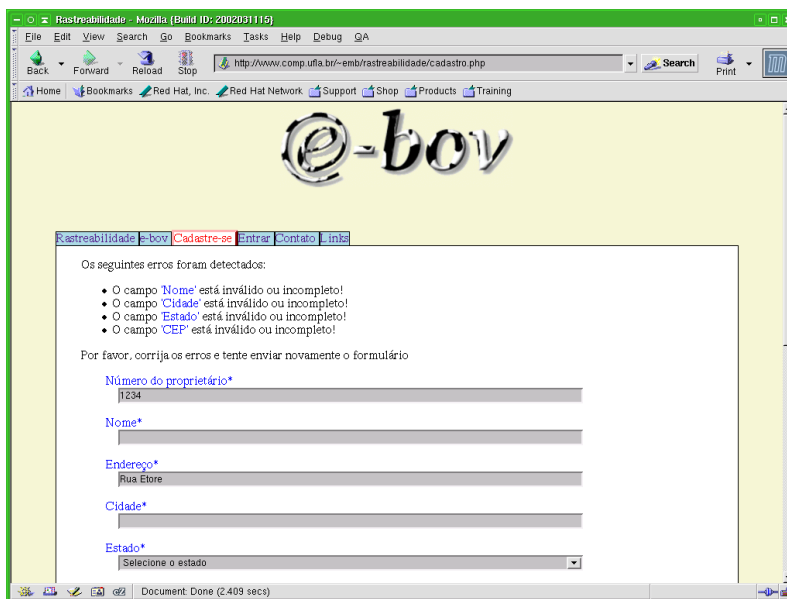 Rastreabilidade - Mozilla {Build ID: 2002031115}
File Edit View Search Go Bookmarks Tasks Help Debug QA
Back Forward Reload Stop http://www.comp.ufla.br/~emb/rastreabilidade/cadastro.php Search Print
Home Bookmarks Red Hat, Inc. Red Hat Network Support Shop Products Training
e-bov
Rastreabilidade e-bov Cadastre-se Entrar Contato Links
Os seguintes erros foram detectados:
• O campo 'Nome' está inválido ou incompleto!
• O campo 'Cidade' está inválido ou incompleto!
• O campo 'Estado' está inválido ou incompleto!
• O campo 'CEP' está inválido ou incompleto!
Por favor, corrija os erros e tente enviar novamente o formulário
Número do proprietário*
1234
Nome*
Endereço*
Rua Etore
Cidade*
Estado*
Selecione o estado
Document: Done (2.409 secs)